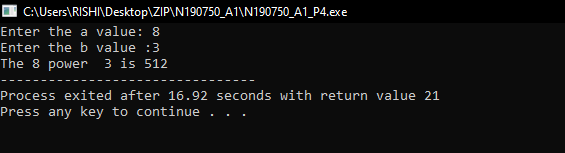 C:\Users\RISHI\Desktop\ZIP\N190750_A1\N190750_A1_P4.exe
Enter the a value: 8
Enter the b value :3
The 8 power  3 is 512
--------------------------------
Process exited after 16.92 seconds with return value 21
Press any key to continue . . .